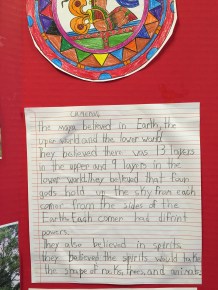 the maya believed in Earth, the
upper world and the lower world
They believed there was 13 layers
in the upper and 9 layers in the
lower world. They believed that four
gods hold up the sky from each
corner from the sides of the
Earth. Each corner had difrint
powers.
They also believed in spirits,
they believed the spirits would take
the shape of rocks, trees, and animals